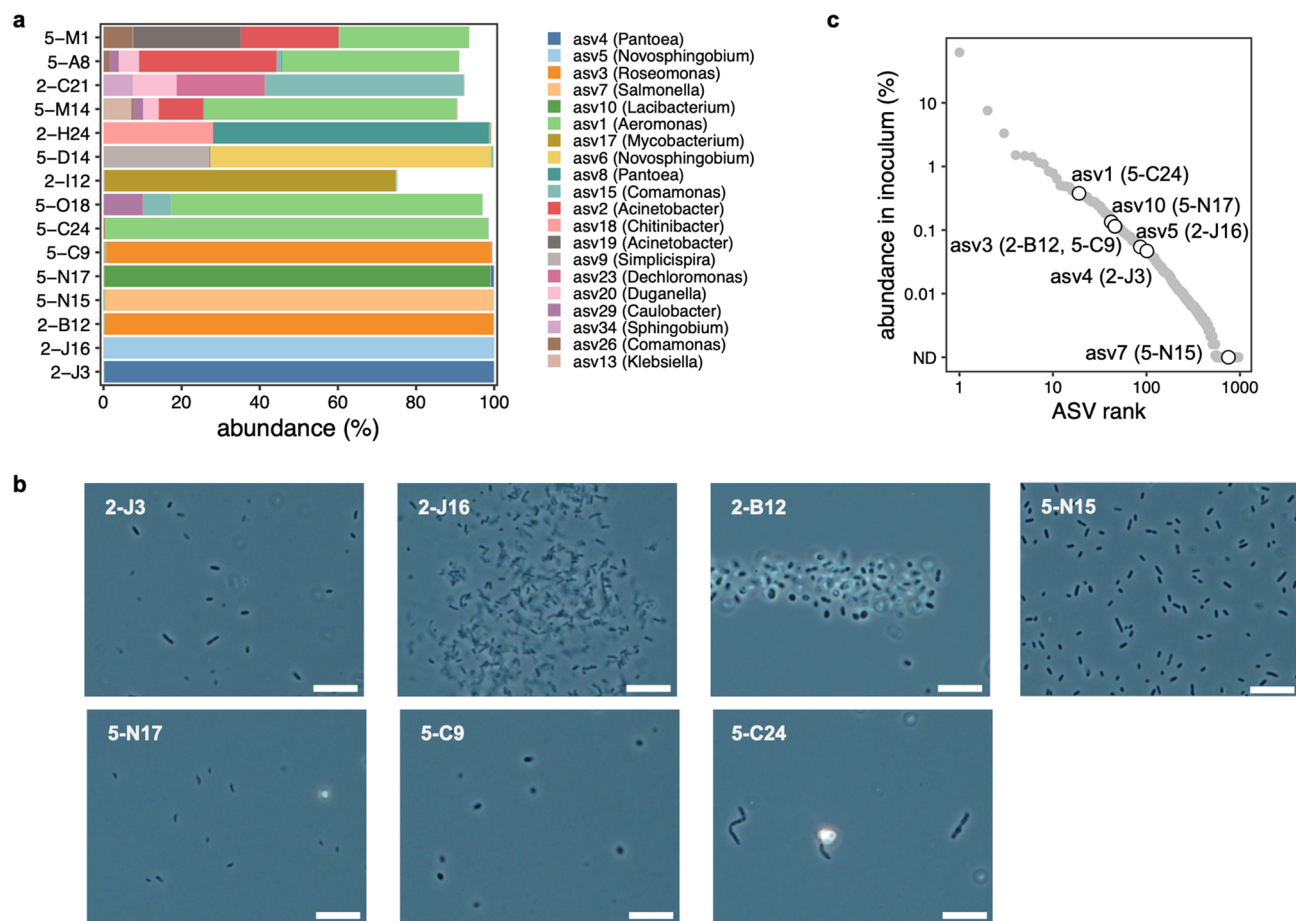 a
5–M1
5–A8
2–C21
5–M14
2–H24
5–D14
2–I12
5–O18
5–C24
5–C9
5–N17
5–N15
2–B12
2–J16
2–J3
0 20 40 60 80 100
abundance (%)
asv4 (Pantoea)
asv5 (Novosphingobium)
asv3 (Roseomonas)
asv7 (Salmonella)
asv10 (Lacibacterium)
asv1 (Aeromonas)
asv17 (Mycobacterium)
asv6 (Novosphingobium)
asv8 (Pantoea)
asv15 (Comamonas)
asv2 (Acinetobacter)
asv18 (Chitinibacter)
asv19 (Acinetobacter)
asv9 (Simplicispira)
asv23 (Dechloromonas)
asv20 (Duganella)
asv29 (Caulobacter)
asv34 (Sphingobium)
asv26 (Comamonas)
asv13 (Klebsiella)
c
abundance in inoculum (%)
10
1
0.1
0.01
ND
asv1 (5-C24)
asv10 (5-N17)
asv5 (2-J16)
asv3 (2-B12, 5-C9)
asv4 (2-J3)
asv7 (5-N15)
1 10 100 1000
ASV rank
b
2-J3
2-J16
2-B12
5-N15
5-N17
5-C9
5-C24